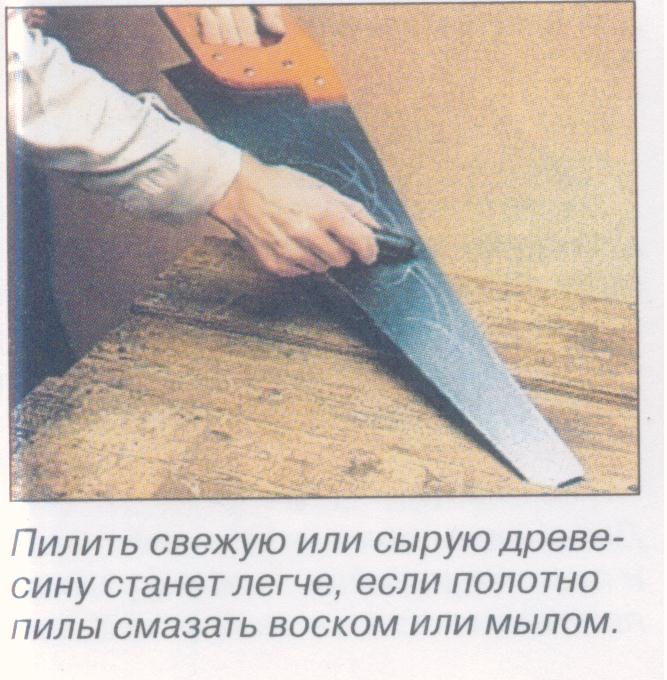 Пилить свежую или сырую древе-
сину станет легче, если полотно
пилы смазать воском или мылом.